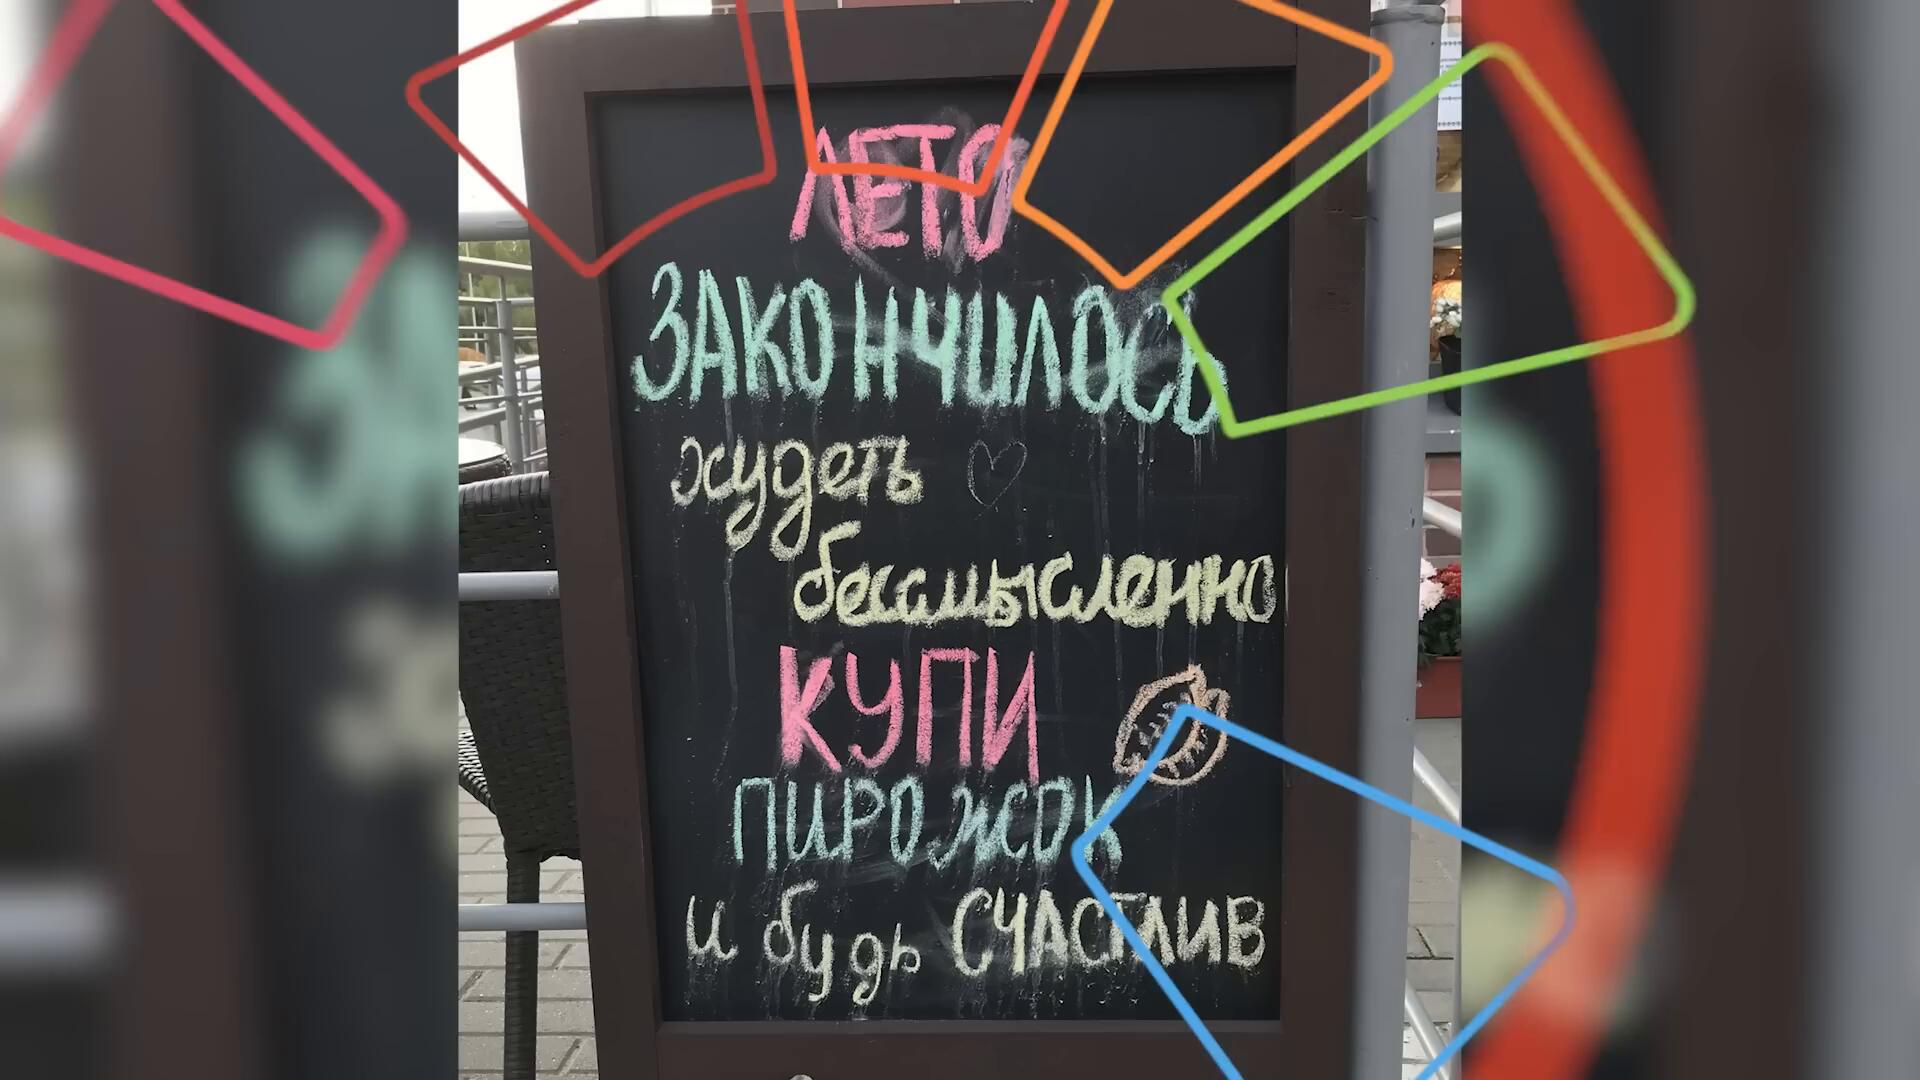 ЛЕТО
ЗАКОНЧИЛОСЬ
худеть
бессмысленно
КУПИ
ПИРОЖОК
и будь СЧАСТЛИВ